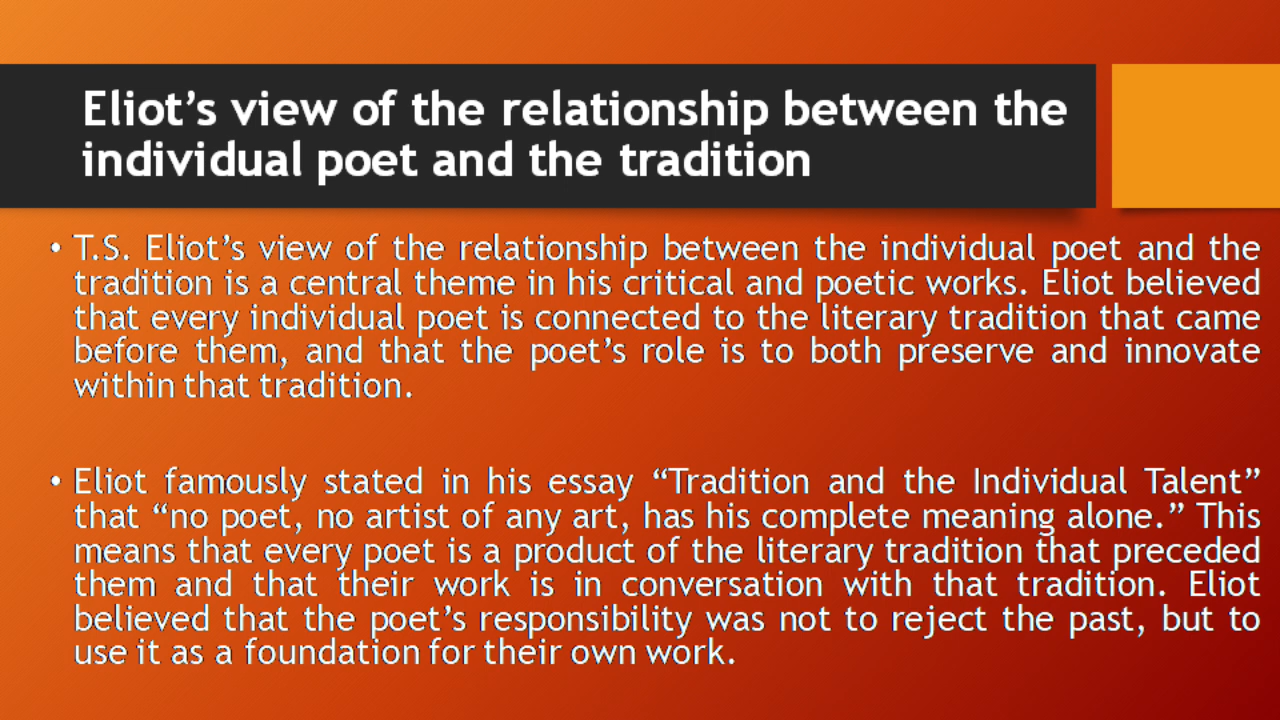 Eliot’s view of the relationship between the
individual poet and the tradition
• T.S. Eliot’s view of the relationship between the individual poet and the
tradition is a central theme in his critical and poetic works. Eliot believed
that every individual poet is connected to the literary tradition that came
before them, and that the poet’s role is to both preserve and innovate
within that tradition.
• Eliot famously stated in his essay “Tradition and the Individual Talent”
that “no poet, no artist of any art, has his complete meaning alone.” This
means that every poet is a product of the literary tradition that preceded
them and that their work is in conversation with that tradition. Eliot
believed that the poet’s responsibility was not to reject the past, but to
use it as a foundation for their own work.